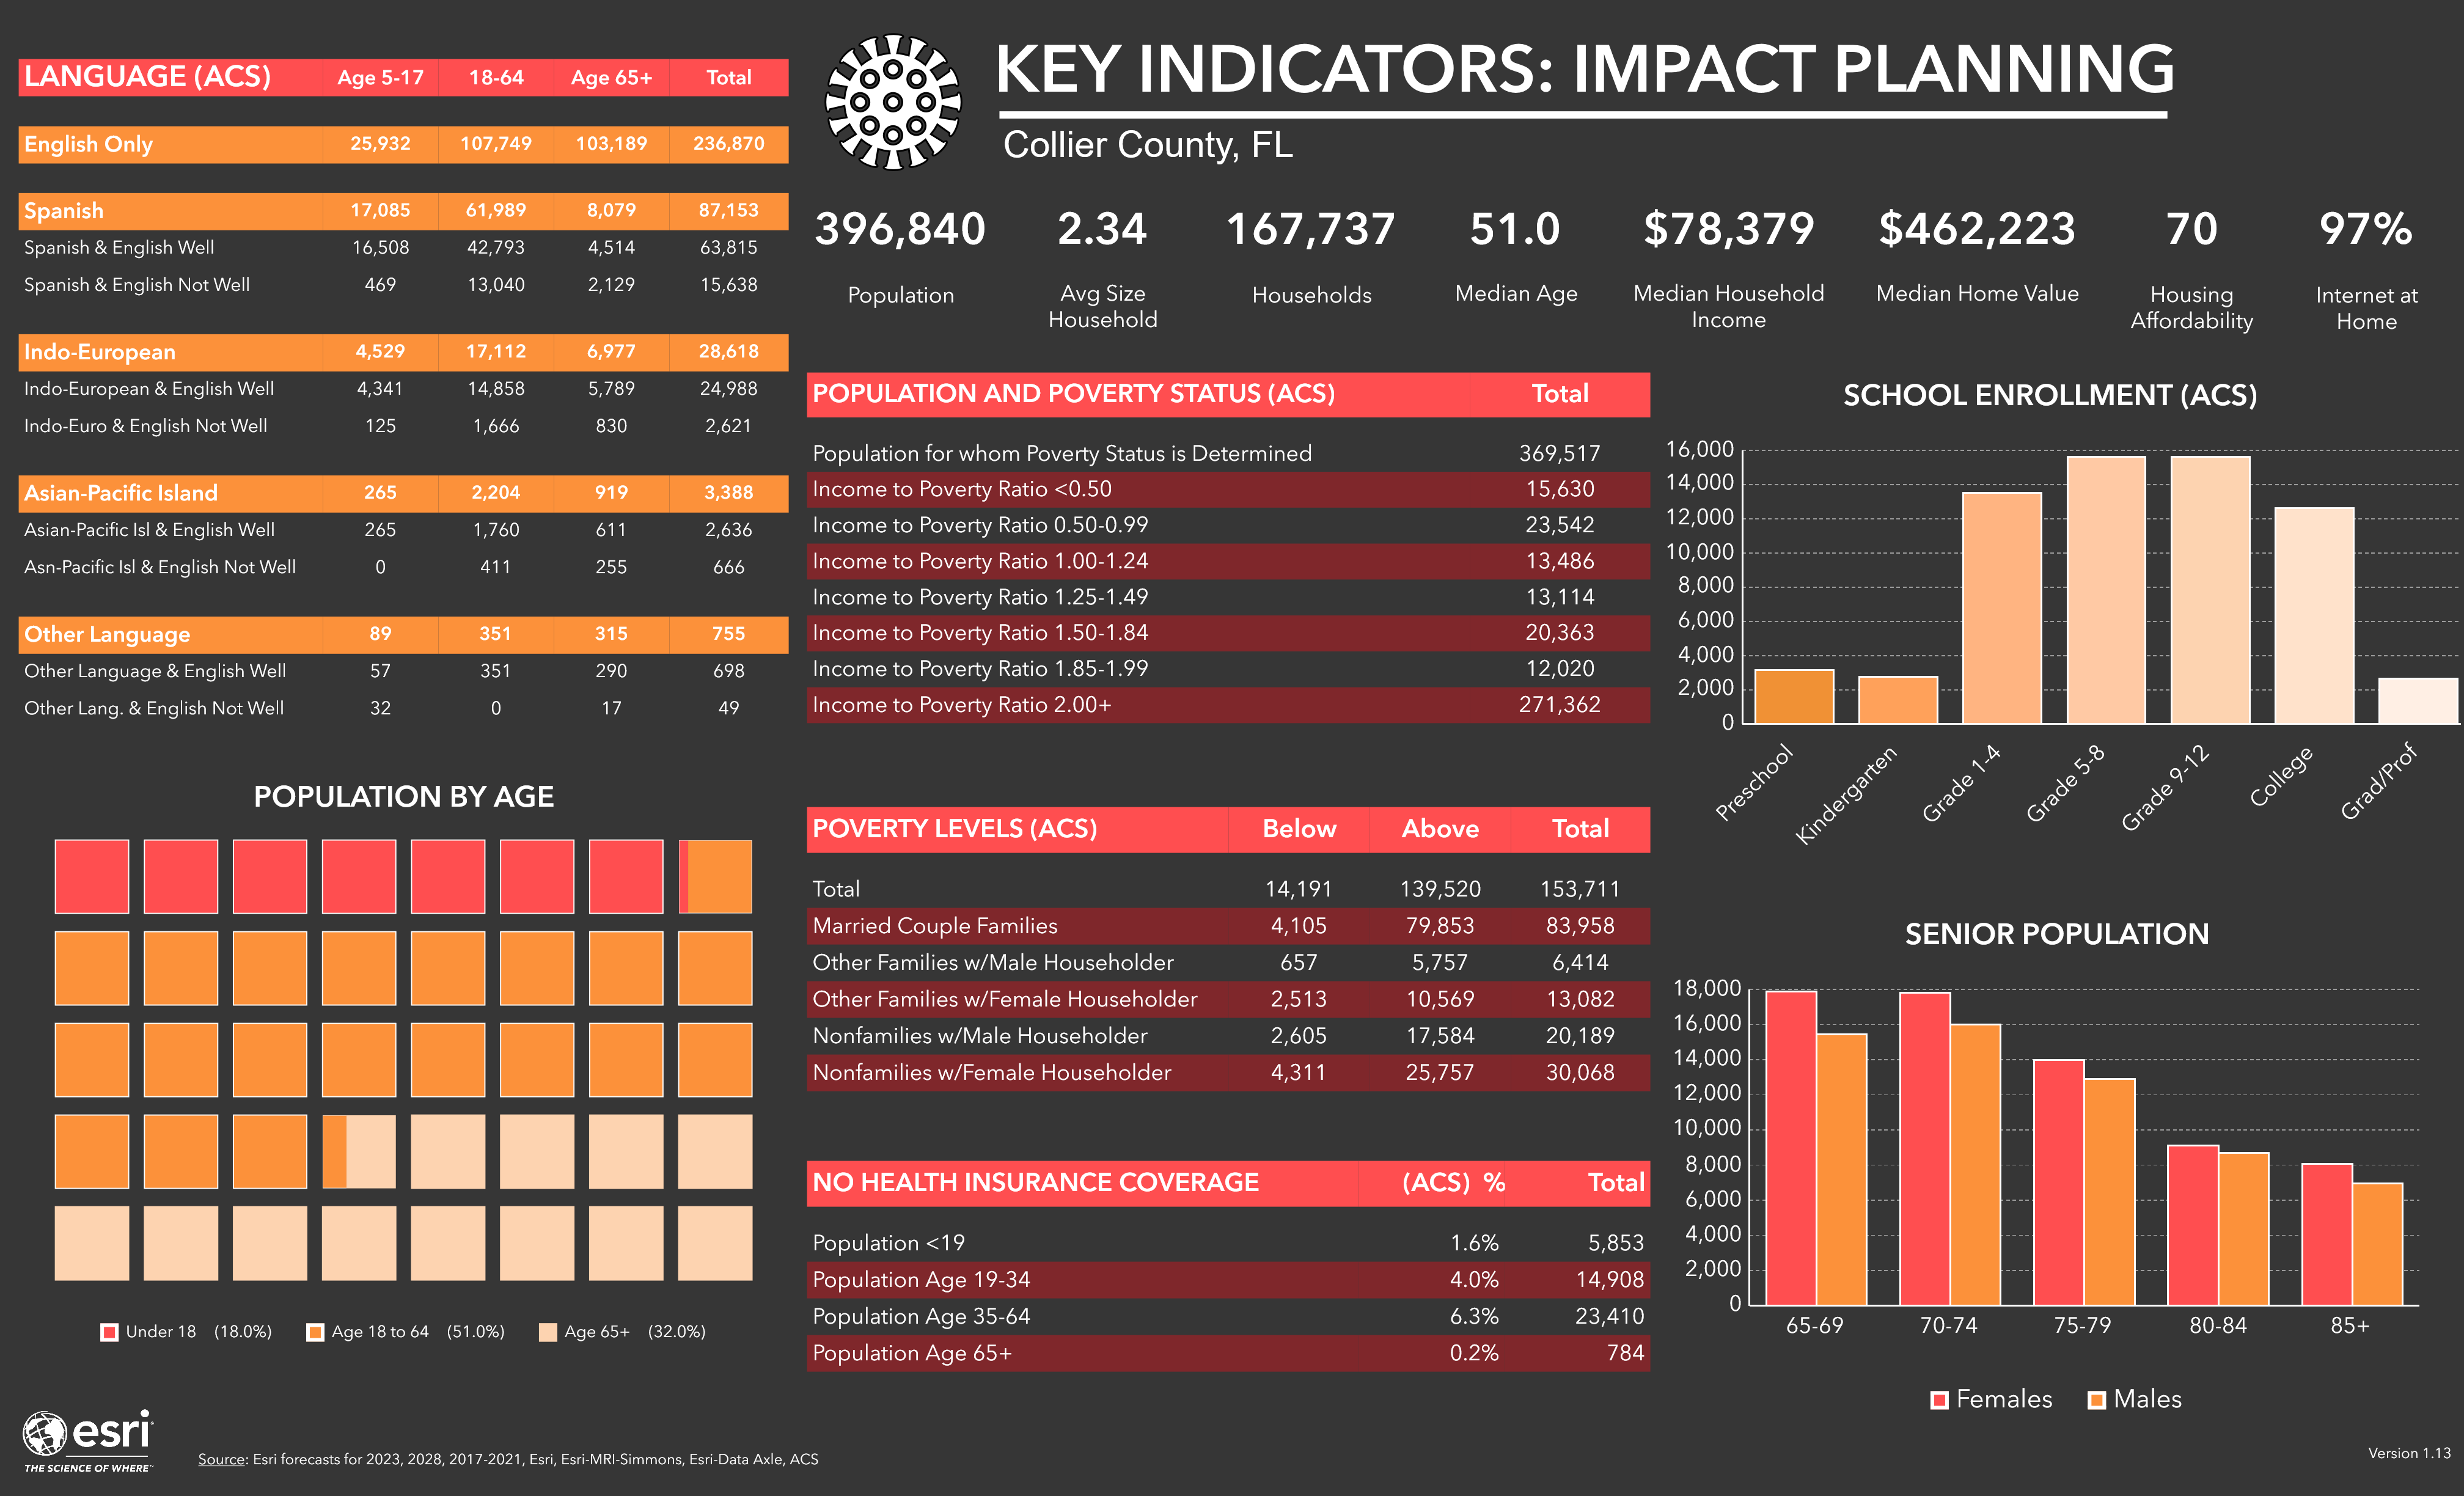 LANGUAGE (ACS) Age 5-17 18-64 Age 65+ Total
English Only 25,932 107,749 103,189 236,870
Spanish 17,085 61,989 8,079 87,153
Spanish & English Well 16,508 42,793 4,514 63,815
Spanish & English Not Well 469 13,040 2,129 15,638
Indo-European 4,529 17,112 6,977 28,618
Indo-European & English Well 4,341 14,858 5,789 24,988
Indo-Euro & English Not Well 125 1,666 830 2,621
Asian-Pacific Island 265 2,204 919 3,388
Asian-Pacific Isl & English Well 265 1,760 611 2,636
Asn-Pacific Isl & English Not Well 0 411 255 666
Other Language 89 351 315 755
Other Language & English Well 57 351 290 698
Other Lang. & English Not Well 32 0 17 49
POPULATION BY AGE
Under 18 (18.0%) Age 18 to 64 (51.0%) Age 65+ (32.0%)
KEY INDICATORS: IMPACT PLANNING
Collier County, FL
396,840 2.34 167,737 51.0 $78,379 $462,223 70 97%
Population Avg Size Households Median Age Median Household Median Home Value Housing Internet at
Household Income Affordability Home
POPULATION AND POVERTY STATUS (ACS) Total
Population for whom Poverty Status is Determined 369,517
Income to Poverty Ratio <0.50 15,630
Income to Poverty Ratio 0.50-0.99 23,542
Income to Poverty Ratio 1.00-1.24 13,486
Income to Poverty Ratio 1.25-1.49 13,114
Income to Poverty Ratio 1.50-1.84 20,363
Income to Poverty Ratio 1.85-1.99 12,020
Income to Poverty Ratio 2.00+ 271,362
POVERTY LEVELS (ACS) Below Above Total
Total 14,191 139,520 153,711
Married Couple Families 4,105 79,853 83,958
Other Families w/Male Householder 657 5,757 6,414
Other Families w/Female Householder 2,513 10,569 13,082
Nonfamilies w/Male Householder 2,605 17,584 20,189
Nonfamilies w/Female Householder 4,311 25,757 30,068
NO HEALTH INSURANCE COVERAGE (ACS) % Total
Population <19 1.6% 5,853
Population Age 19-34 4.0% 14,908
Population Age 35-64 6.3% 23,410
Population Age 65+ 0.2% 784
SCHOOL ENROLLMENT (ACS)
16,000
14,000
12,000
10,000
8,000
6,000
4,000
2,000
0
Preschool Kindergarten Grade 1-4 Grade 5-8 Grade 9-12 College Grad/Prof
SENIOR POPULATION
18,000
16,000
14,000
12,000
10,000
8,000
6,000
4,000
2,000
0
65-69 70-74 75-79 80-84 85+
Females Males
esri
THE SCIENCE OF WHERE™
Source: Esri forecasts for 2023, 2028, 2017-2021, Esri, Esri-MRI-Simmons, Esri-Data Axle, ACS
Version 1.13